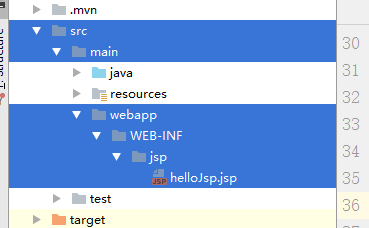 .mvn
src
main
java
resources
webapp
WEB-INF
jsp
JSP helloJsp.jsp
test
target
30
31
32
33
34
35
36